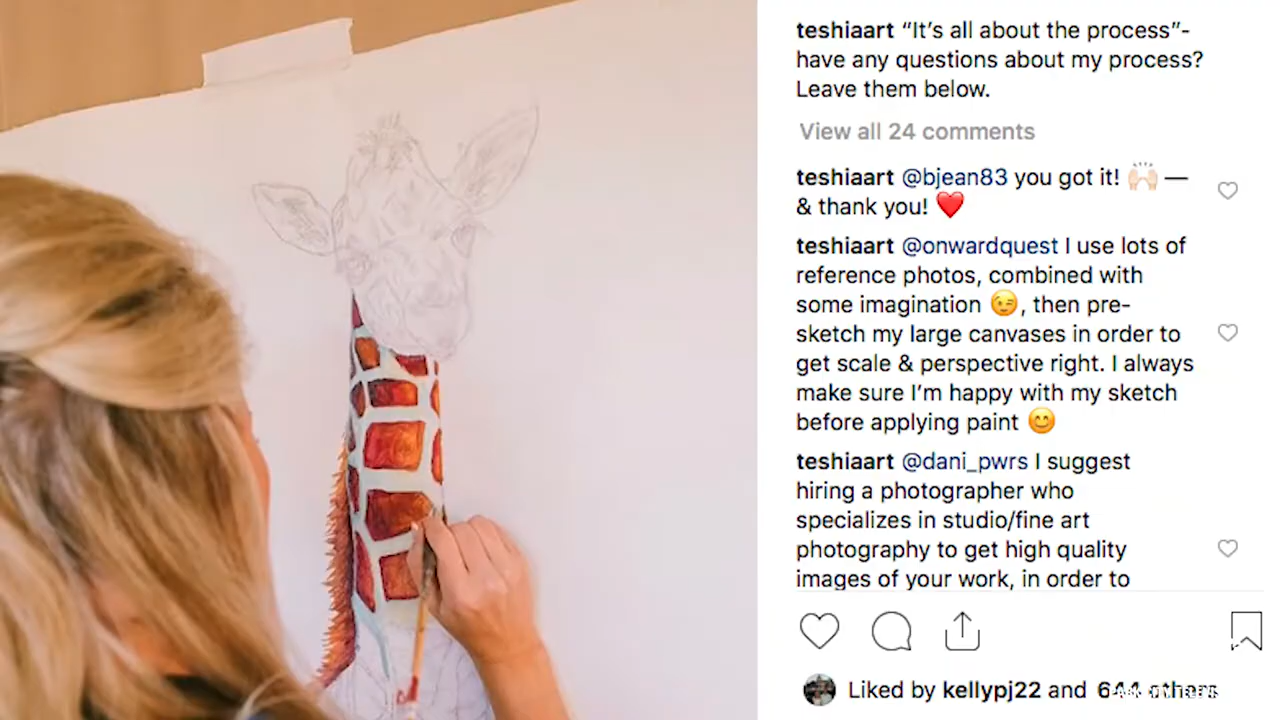 teshiaart “It’s all about the process”-
have any questions about my process?
Leave them below.
View all 24 comments
teshiaart @bjean83 you got it! 🙌🏻 —
& thank you! ❤️
teshiaart @onwardquest I use lots of
reference photos, combined with
some imagination 😉, then pre-
sketch my large canvases in order to
get scale & perspective right. I always
make sure I’m happy with my sketch
before applying paint 😊
teshiaart @dani_pwrs I suggest
hiring a photographer who
specializes in studio/fine art
photography to get high quality
images of your work, in order to
Liked by kellypj22 and 644 others